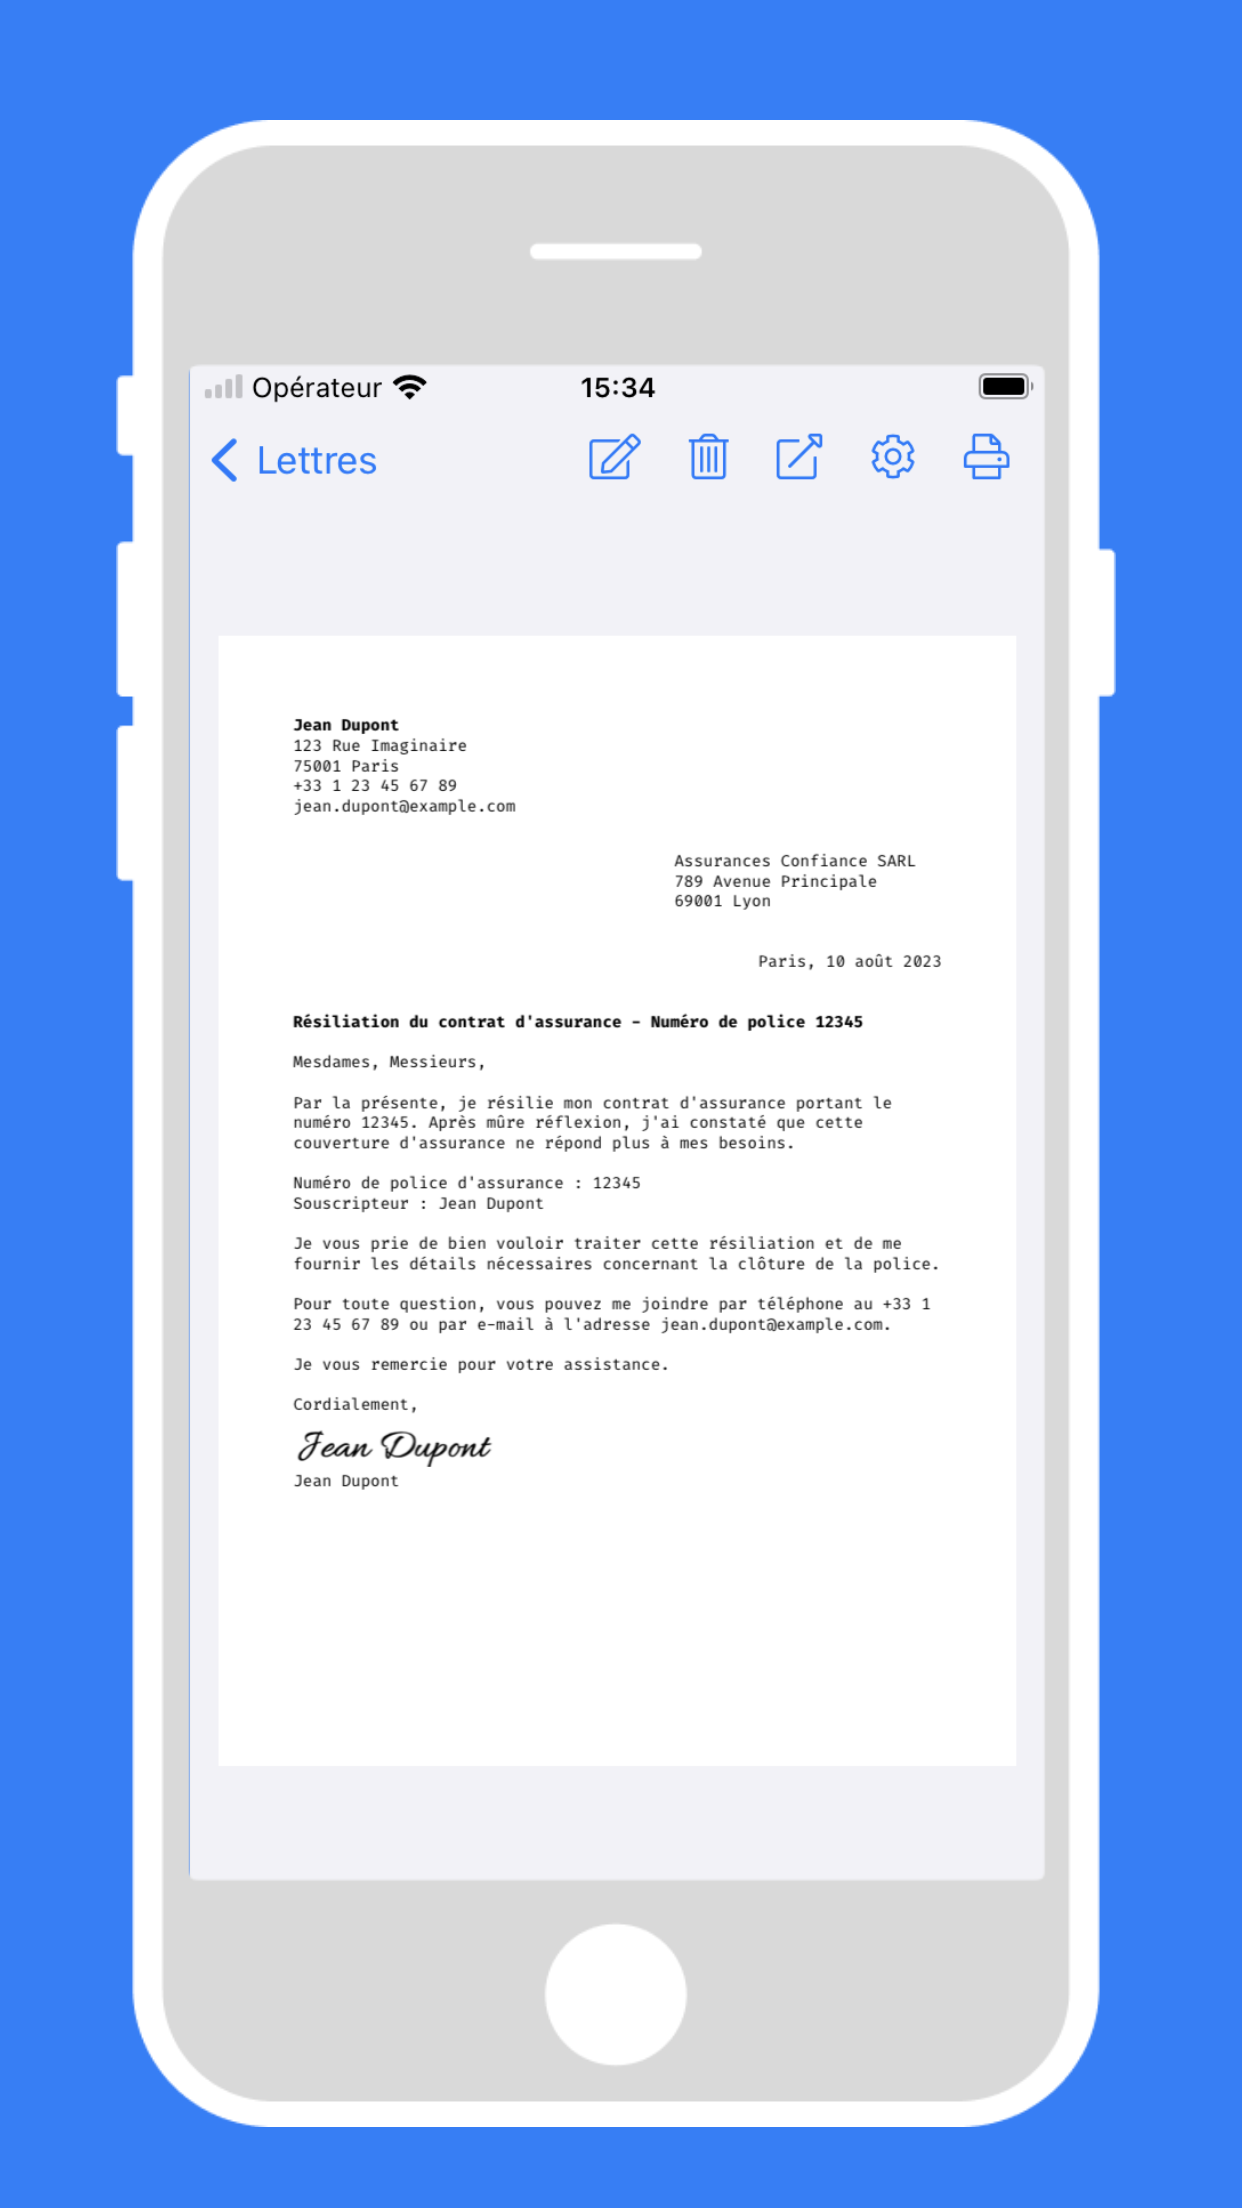 Opérateur 15:34
Lettres
Jean Dupont
123 Rue Imaginaire
75001 Paris
+33 1 23 45 67 89
jean.dupont@example.com
Assurances Confiance SARL
789 Avenue Principale
69001 Lyon
Paris, 10 août 2023
Résiliation du contrat d'assurance - Numéro de police 12345
Mesdames, Messieurs,
Par la présente, je résilie mon contrat d'assurance portant le
numéro 12345. Après mûre réflexion, j'ai constaté que cette
couverture d'assurance ne répond plus à mes besoins.
Numéro de police d'assurance : 12345
Souscripteur : Jean Dupont
Je vous prie de bien vouloir traiter cette résiliation et de me
fournir les détails nécessaires concernant la clôture de la police.
Pour toute question, vous pouvez me joindre par téléphone au +33 1
23 45 67 89 ou par e-mail à l'adresse jean.dupont@example.com.
Je vous remercie pour votre assistance.
Cordialement,
Jean Dupont
Jean Dupont